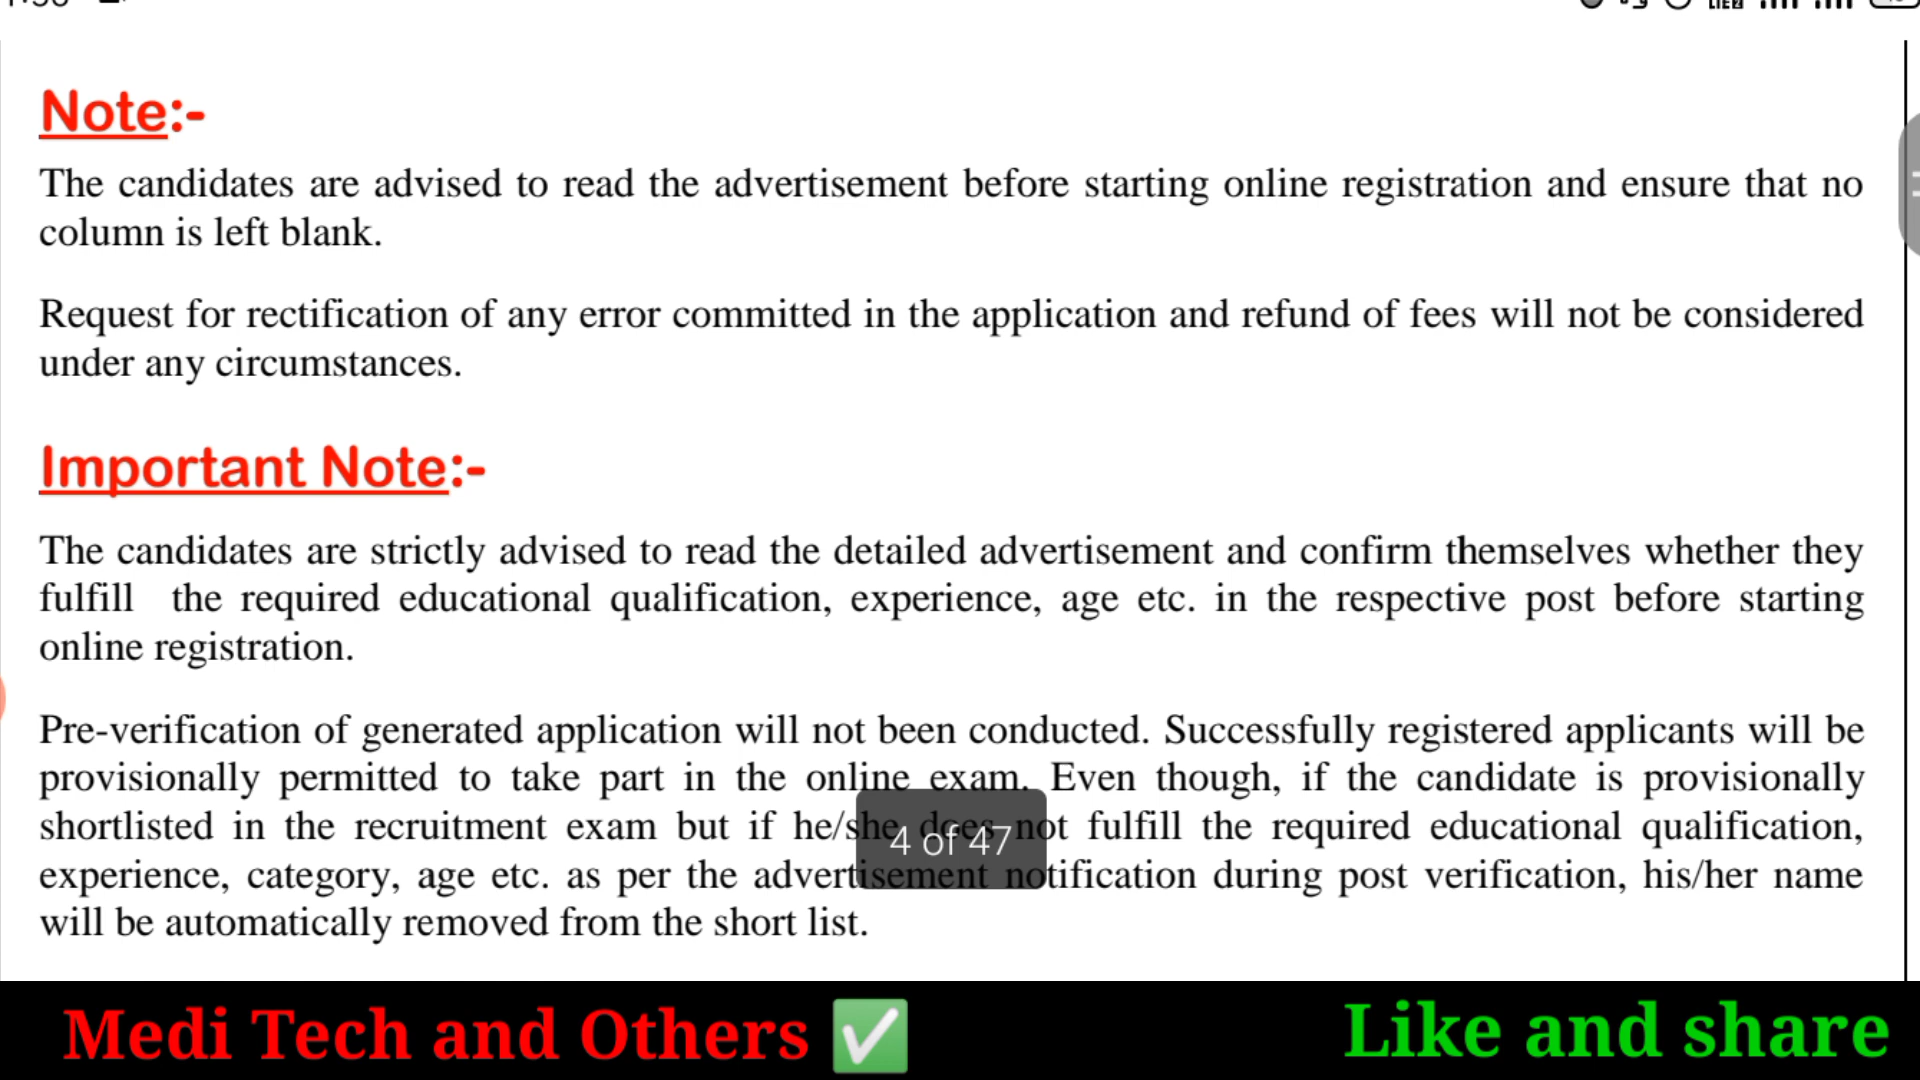 Note:-
The candidates are advised to read the advertisement before starting online registration and ensure that no
column is left blank.
Request for rectification of any error committed in the application and refund of fees will not be considered
under any circumstances.
Important Note:-
The candidates are strictly advised to read the detailed advertisement and confirm themselves whether they
fulfill the required educational qualification, experience, age etc. in the respective post before starting
online registration.
Pre-verification of generated application will not been conducted. Successfully registered applicants will be
provisionally permitted to take part in the online exam. Even though, if the candidate is provisionally
shortlisted in the recruitment exam but if he/she does not fulfill the required educational qualification,
4 of 47
experience, category, age etc. as per the advertisement notification during post verification, his/her name
will be automatically removed from the short list.
Medi Tech and Others ✅ Like and share